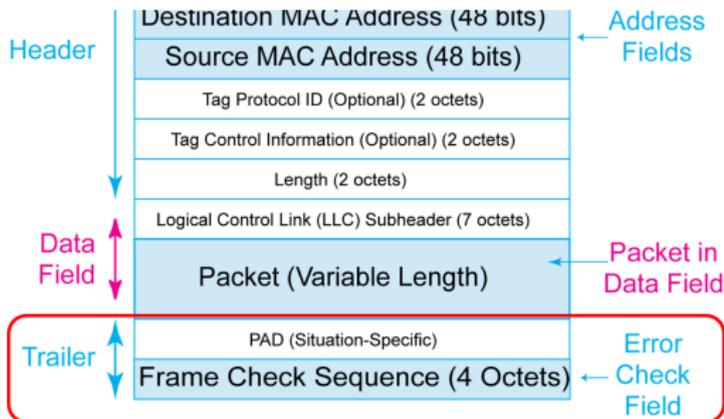 Destination MAC Address (48 bits)
Header
Source MAC Address (48 bits)
Address
Fields
Tag Protocol ID (Optional) (2 octets)
Tag Control Information (Optional) (2 octets)
Length (2 octets)
Logical Control Link (LLC) Subheader (7 octets)
Data
Field
Packet (Variable Length)
Packet in
Data Field
PAD (Situation-Specific)
Trailer
Frame Check Sequence (4 Octets)
Error
Check
Field